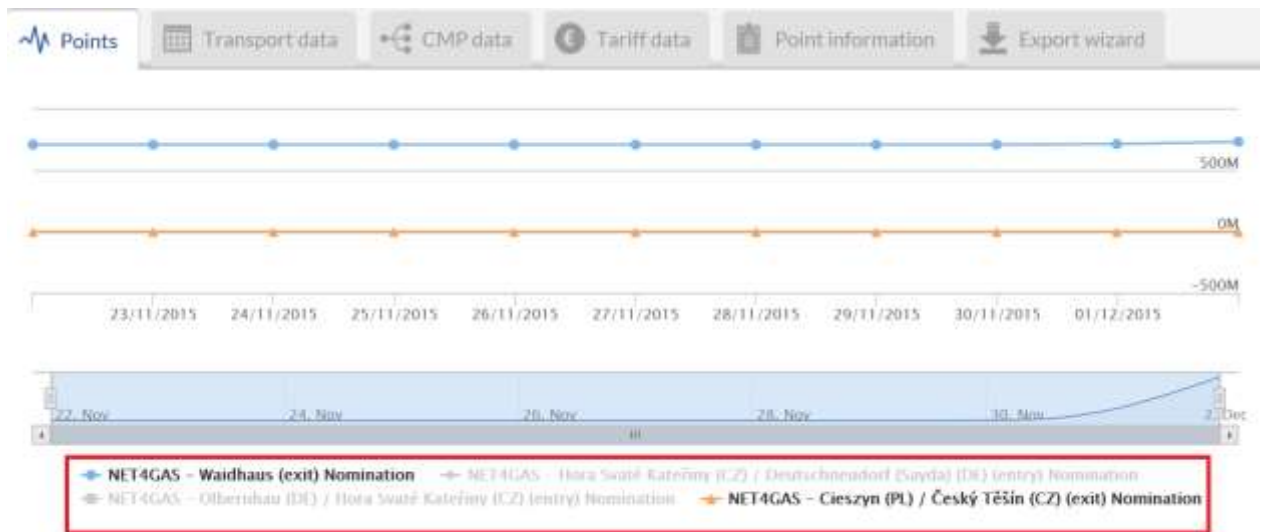 Points Transport data CMP data Tariff data Point information Export wizard
500M
0M
-500M
23/11/2015 24/11/2015 25/11/2015 26/11/2015 27/11/2015 28/11/2015 29/11/2015 30/11/2015 01/12/2015
22. Nov 24. Nov 26. Nov 28. Nov 30. Nov 2. Dec
NET4GAS - Waidhaus (exit) Nomination NET4GAS - Hora Svaté Kateřiny (CZ) / Deutschneudorf (Sayda) (DE) (entry) Nomination
NET4GAS - Olbernhau (DE) / Hora Svaté Kateřiny (CZ) (entry) Nomination NET4GAS - Cieszyn (PL) / Český Těšín (CZ) (exit) Nomination